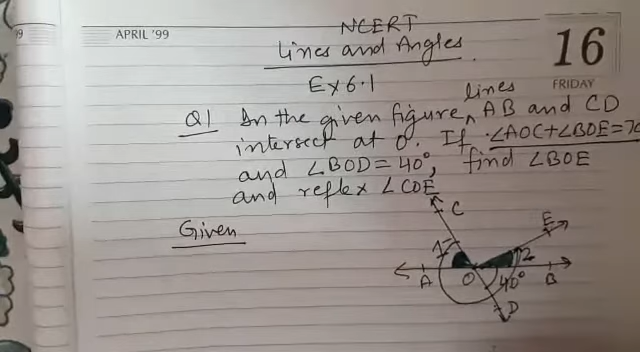 APRIL '99
16
FRIDAY
NCERT
Lines and Angles
Ex 6.1
Q1 In the given figure, lines AB and CD
intersect at O. If ∠AOC+∠BOE=70
and ∠BOD = 40°, find ∠BOE
and reflex ∠COE
Given
C
E
1
2
A
O
40°
B
D